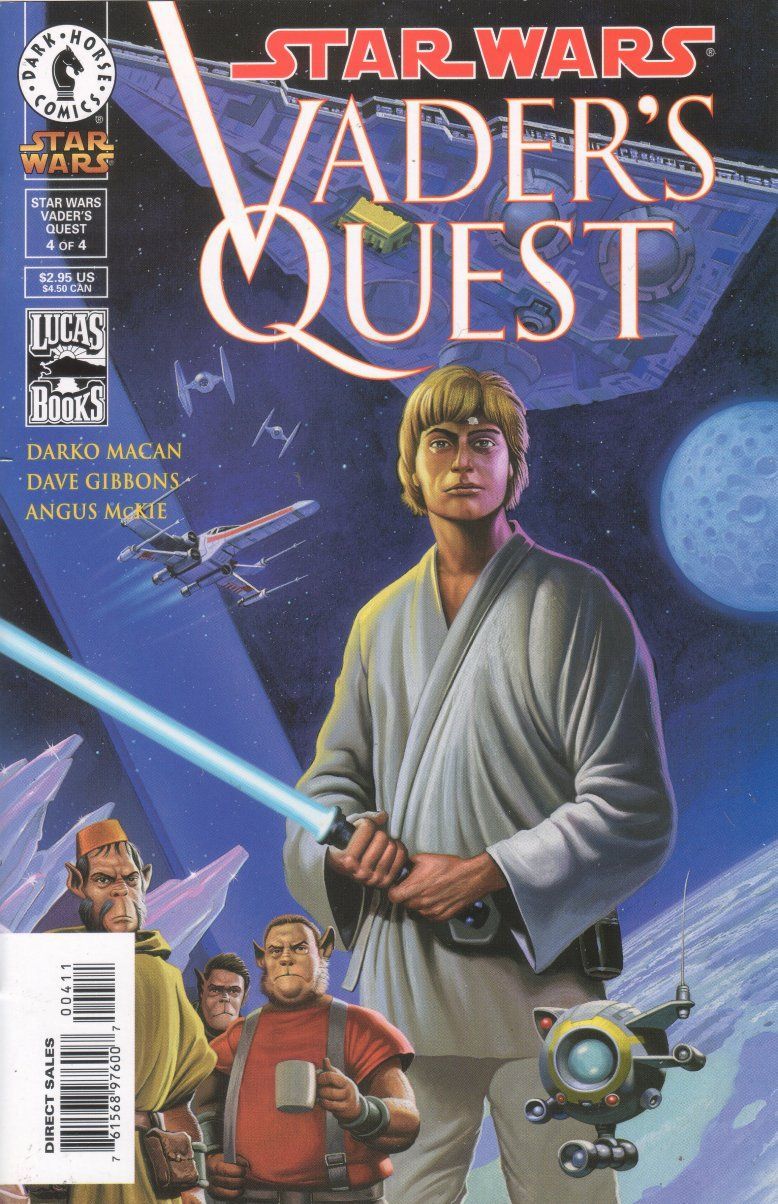 DARK · HORSE · COMICS
®
STAR WARS
STAR WARS
VADER'S
QUEST
4 OF 4
$2.95 US
$4.50 CAN
LUCAS
BOOKS
DARKO MACAN
DAVE GIBBONS
ANGUS McKIE
STAR WARS®
VADER'S
QUEST
DIRECT SALES
00411
7 61568 97600 7